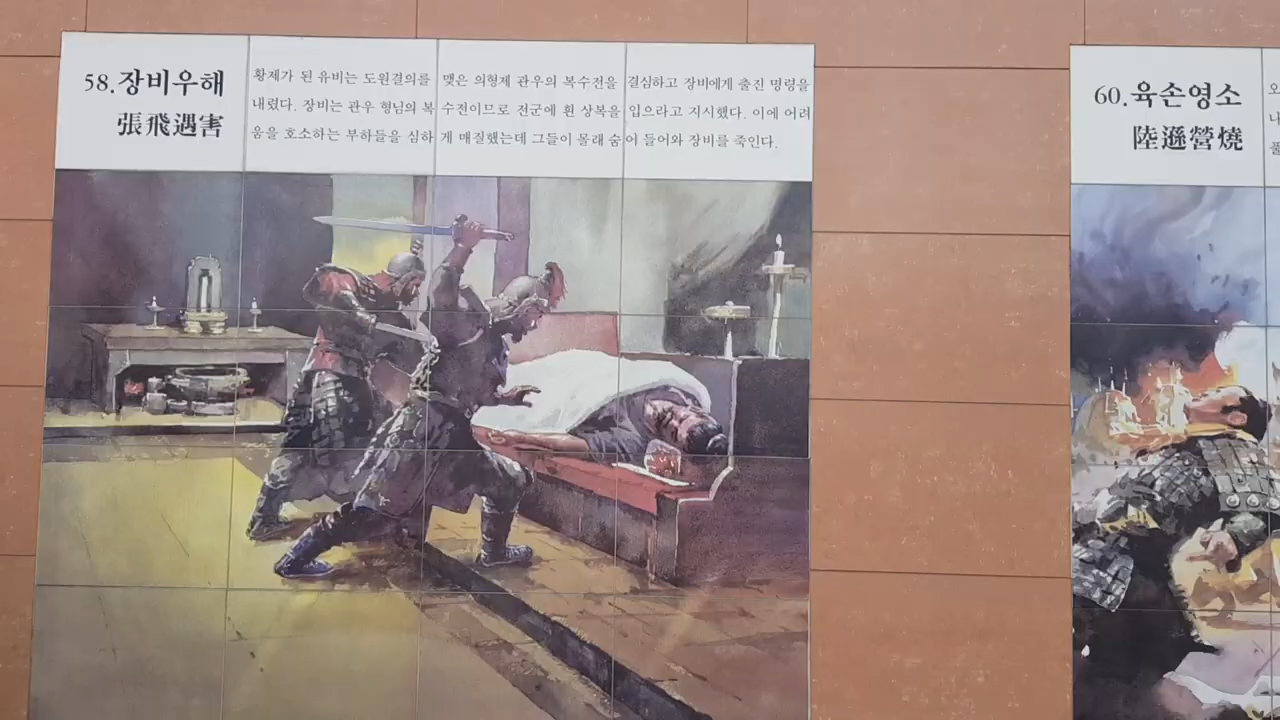 58.장비우해
張飛遇害
황제가 된 유비는 도원결의를 맺은 의형제 관우의 복수전을 결심하고 장비에게 출진 명령을
내렸다. 장비는 관우 형님의 복수전이므로 전군에 흰 상복을 입으라고 지시했다. 이에 어려
움을 호소하는 부하들을 심하게 매질했는데 그들이 몰래 숨어 들어와 장비를 죽인다.
60.육손영소
陸遜營燒